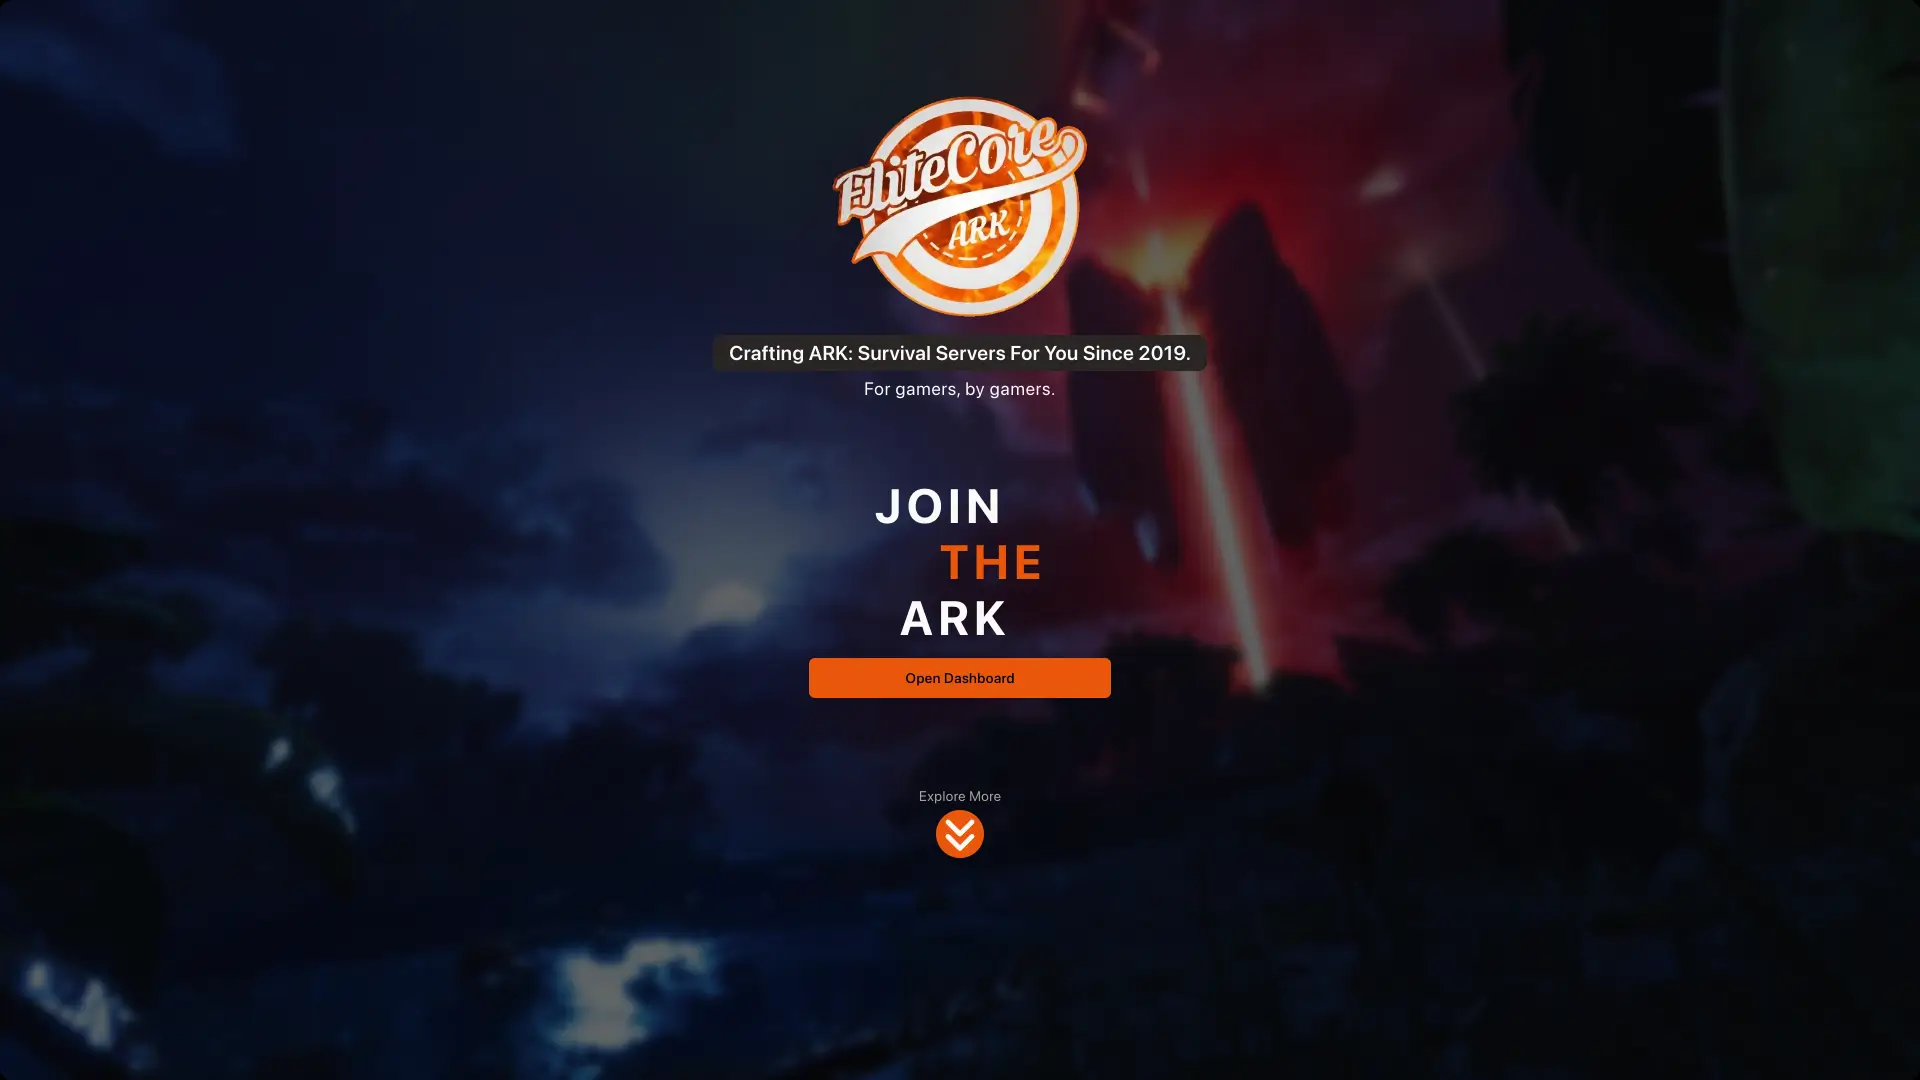 EliteCore
ARK
Crafting ARK: Survival Servers For You Since 2019.
For gamers, by gamers.
JOIN
THE
ARK
Open Dashboard
Explore More